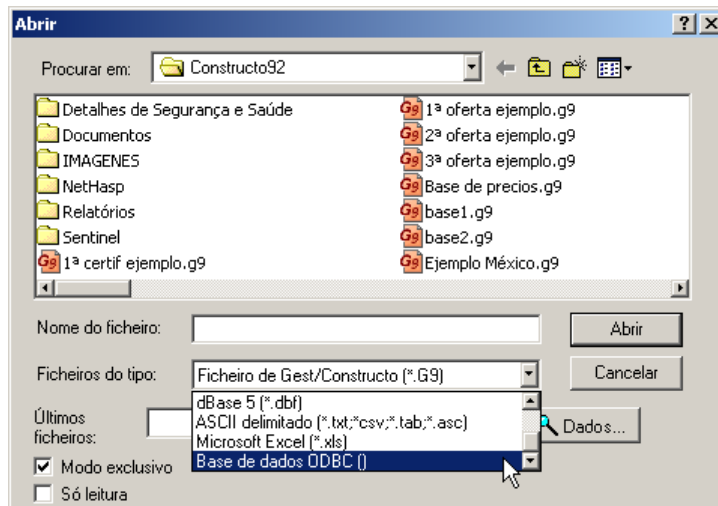 Abrir
Procurar em: Constructo92
Detalhes de Segurança e Saúde
Documentos
IMAGENES
NetHasp
Relatórios
Sentinel
1ª certif ejemplo.g9
1ª oferta ejemplo.g9
2ª oferta ejemplo.g9
3ª oferta ejemplo.g9
Base de precios.g9
base1.g9
base2.g9
Ejemplo México.g9
Nome do ficheiro:
Abrir
Ficheiros do tipo: Ficheiro de Gest/Constructo (*.G9)
Cancelar
dBase 5 (*.dbf)
ASCII delimitado (*.txt;*csv;*.tab;*.asc)
Microsoft Excel (*.xls)
Base de dados ODBC ()
Últimos
ficheiros:
Dados...
Modo exclusivo
Só leitura